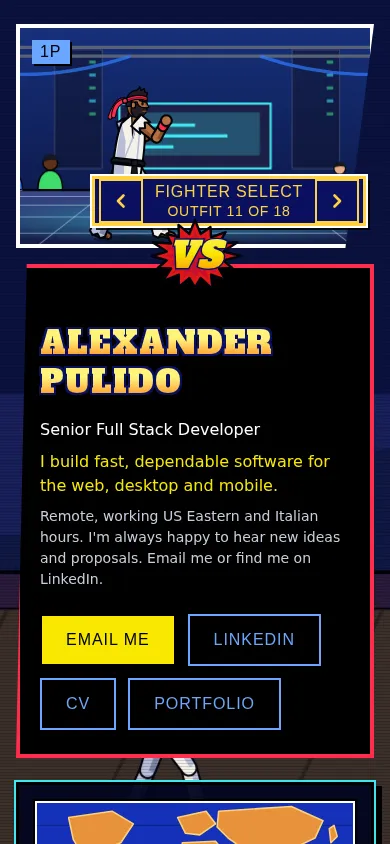 1P
FIGHTER SELECT
OUTFIT 11 OF 18
VS
ALEXANDER
PULIDO
Senior Full Stack Developer
I build fast, dependable software for
the web, desktop and mobile.
Remote, working US Eastern and Italian
hours. I'm always happy to hear new ideas
and proposals. Email me or find me on
LinkedIn.
EMAIL ME
LINKEDIN
CV
PORTFOLIO